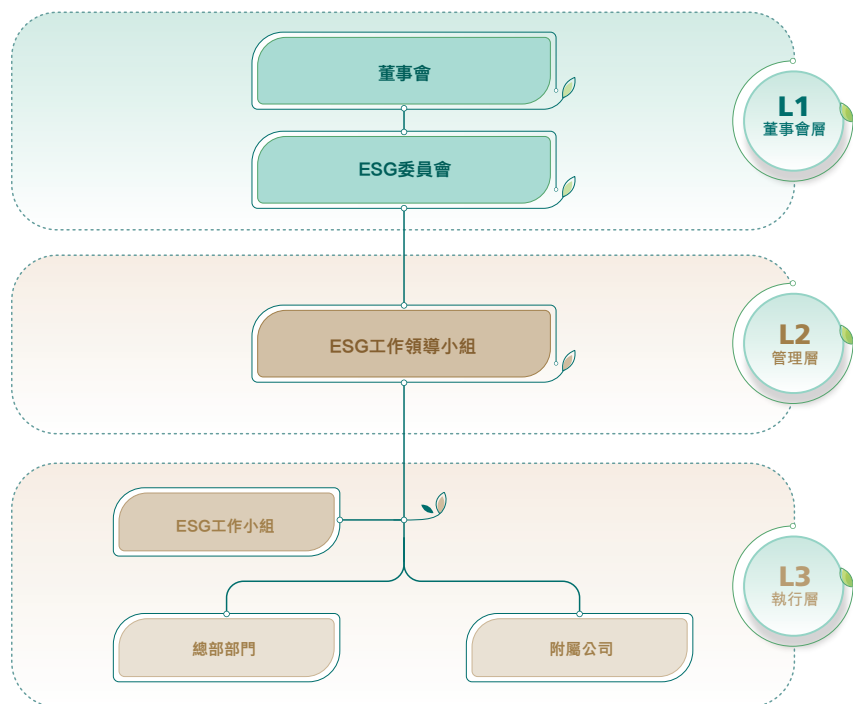 董事會
ESG委員會
L1
董事會層
ESG工作領導小組
L2
管理層
ESG工作小組
L3
執行層
總部部門
附屬公司